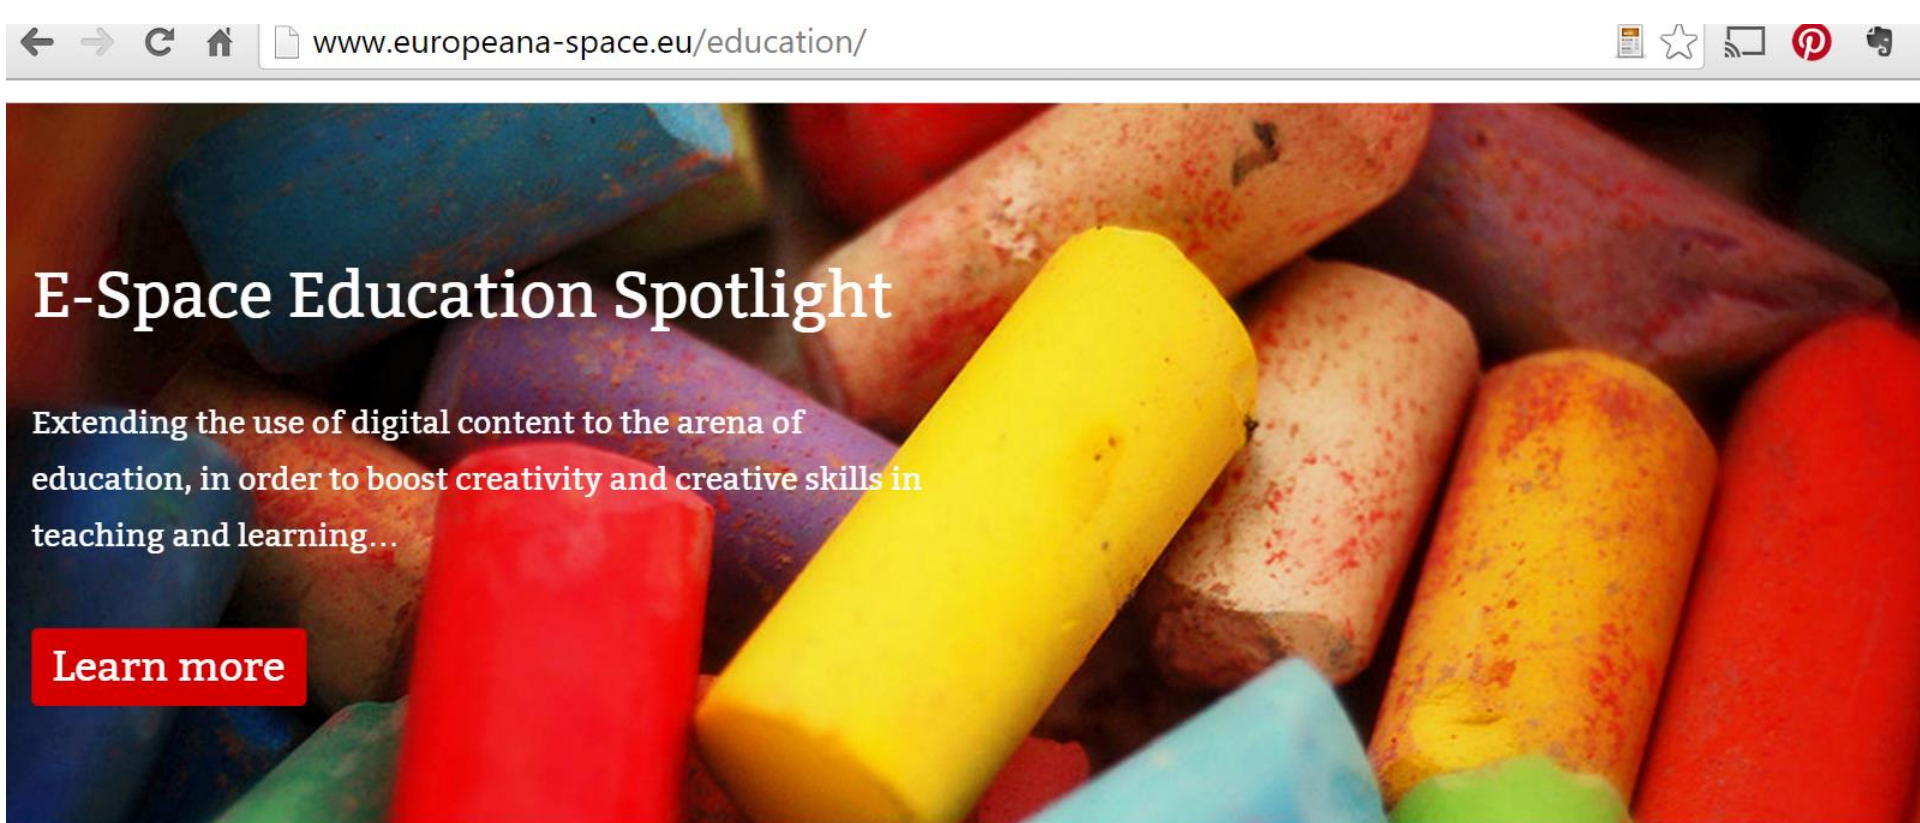 www.europeana-space.eu/education/
E-Space Education Spotlight
Extending the use of digital content to the arena of
education, in order to boost creativity and creative skills in
teaching and learning...
Learn more